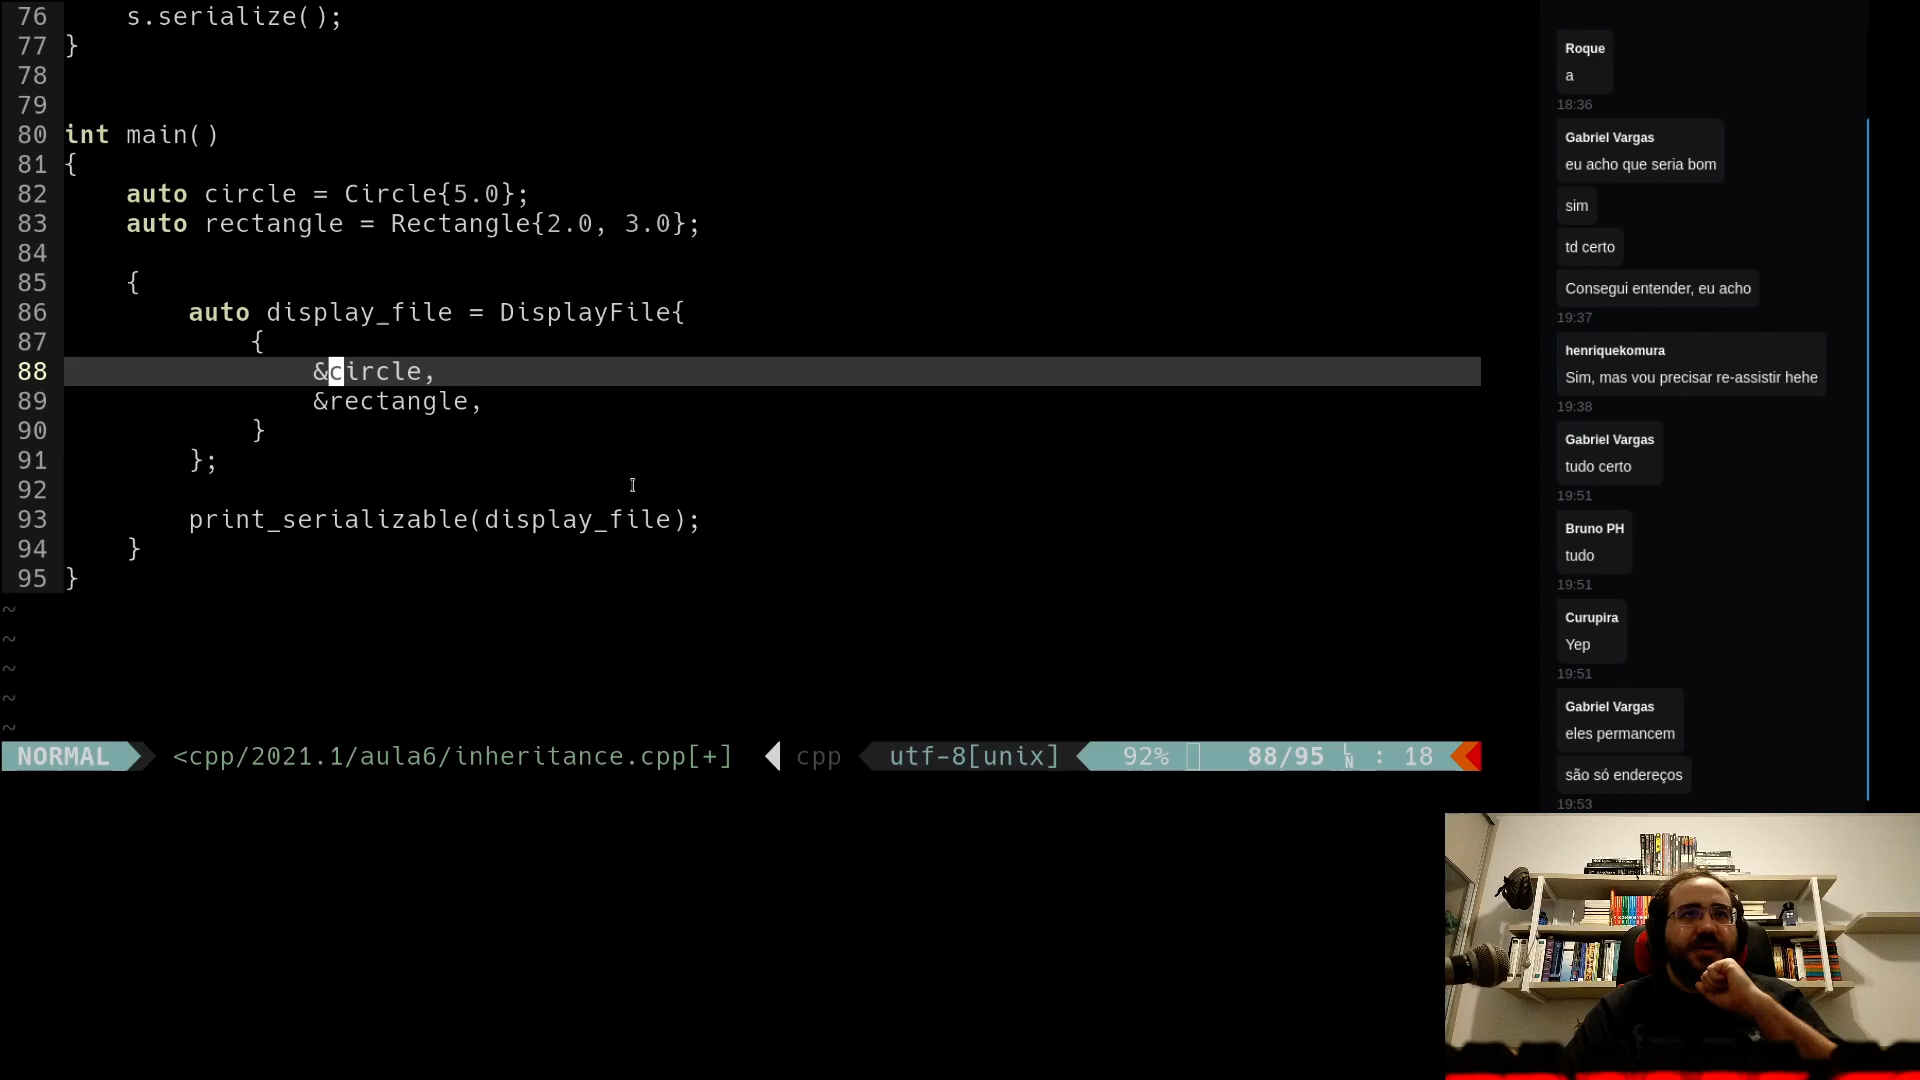 76 s.serialize();
77 }
78
79
80 int main()
81 {
82 auto circle = Circle{5.0};
83 auto rectangle = Rectangle{2.0, 3.0};
84
85 {
86 auto display_file = DisplayFile{
87 {
88 &circle,
89 &rectangle,
90 }
91 };
92
93 print_serializable(display_file);
94 }
95 }
~
~
~
~
~
NORMAL <cpp/2021.1/aula6/inheritance.cpp[+] cpp utf-8[unix] 92% 88/95 LN : 18
Roque
a
18:36
Gabriel Vargas
eu acho que seria bom
sim
td certo
Consegui entender, eu acho
19:37
henriquekomura
Sim, mas vou precisar re-assistir hehe
19:38
Gabriel Vargas
tudo certo
19:51
Bruno PH
tudo
19:51
Curupira
Yep
19:51
Gabriel Vargas
eles permancem
são só endereços
19:53